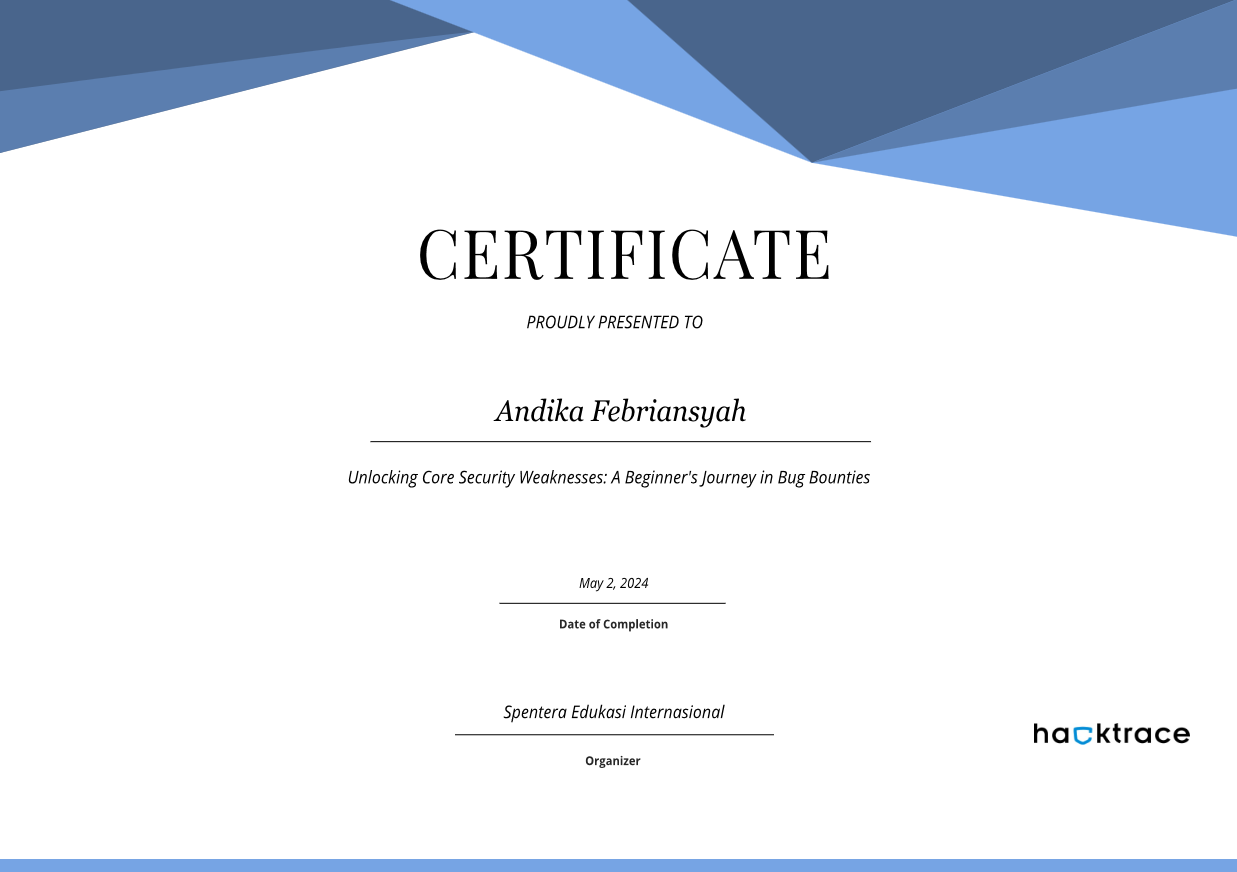 CERTIFICATE
PROUDLY PRESENTED TO
Andika Febriansyah
Unlocking Core Security Weaknesses: A Beginner's Journey in Bug Bounties
May 2, 2024
Date of Completion
Spentera Edukasi Internasional
hacktrace
Organizer